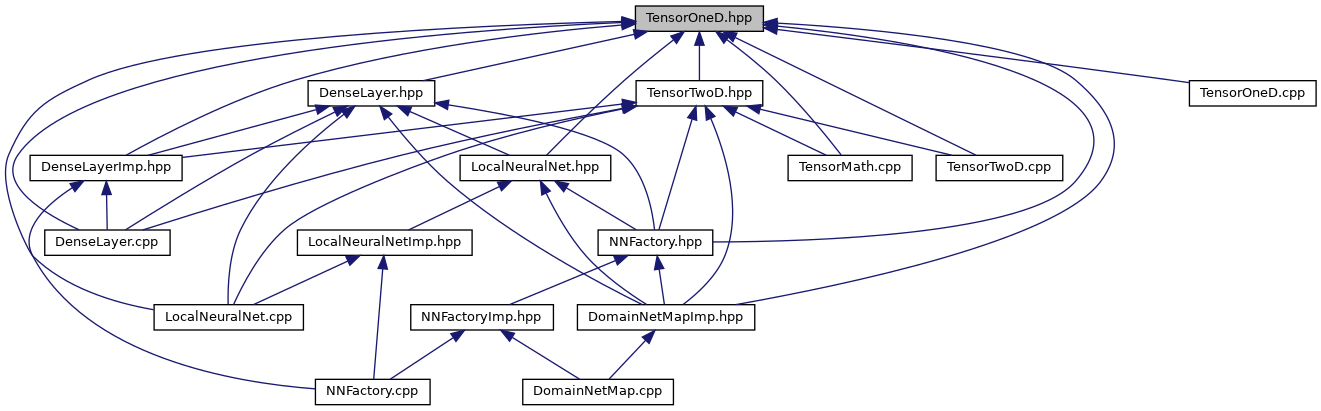 TensorOneD.hpp
DenseLayer.hpp
TensorTwoD.hpp
TensorOneD.cpp
DenseLayerImp.hpp
LocalNeuralNet.hpp
TensorMath.cpp
TensorTwoD.cpp
DenseLayer.cpp
LocalNeuralNetImp.hpp
NNFactory.hpp
LocalNeuralNet.cpp
NNFactoryImp.hpp
DomainNetMapImp.hpp
NNFactory.cpp
DomainNetMap.cpp